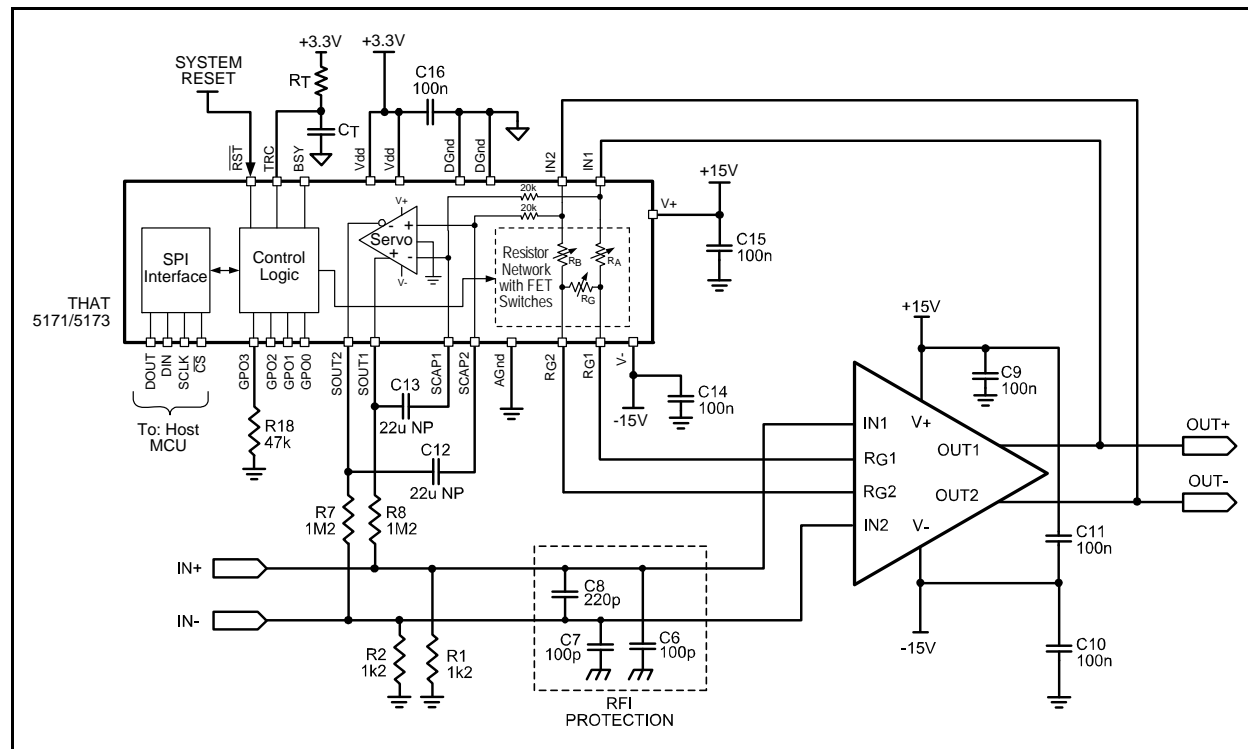 +3.3V
+3.3V
SYSTEM
RESET
RT
C16
100n
CT
RST
TRC
BSY
Vdd
Vdd
DGnd
DGnd
IN2
IN1
20k
20k
V+
+15V
C15
100n
V+
-
+
Servo
+
-
V-
SPI
Interface
Control
Logic
Resistor
Network
with FET
Switches
RB
RA
RG
THAT
5171/5173
DOUT
DIN
SCLK
CS
GPO3
GPO2
GPO1
GPO0
SOUT2
SOUT1
SCAP1
SCAP2
AGnd
RG2
RG1
V-
To: Host
MCU
R18
47k
C13
22u NP
C12
22u NP
C14
100n
-15V
+15V
C9
100n
IN1
RG1
RG2
IN2
V+
OUT1
OUT2
V-
OUT+
OUT-
R7
1M2
R8
1M2
C11
100n
IN+
IN-
C8
220p
C7
100p
C6
100p
R2
1k2
R1
1k2
-15V
C10
100n
RFI
PROTECTION